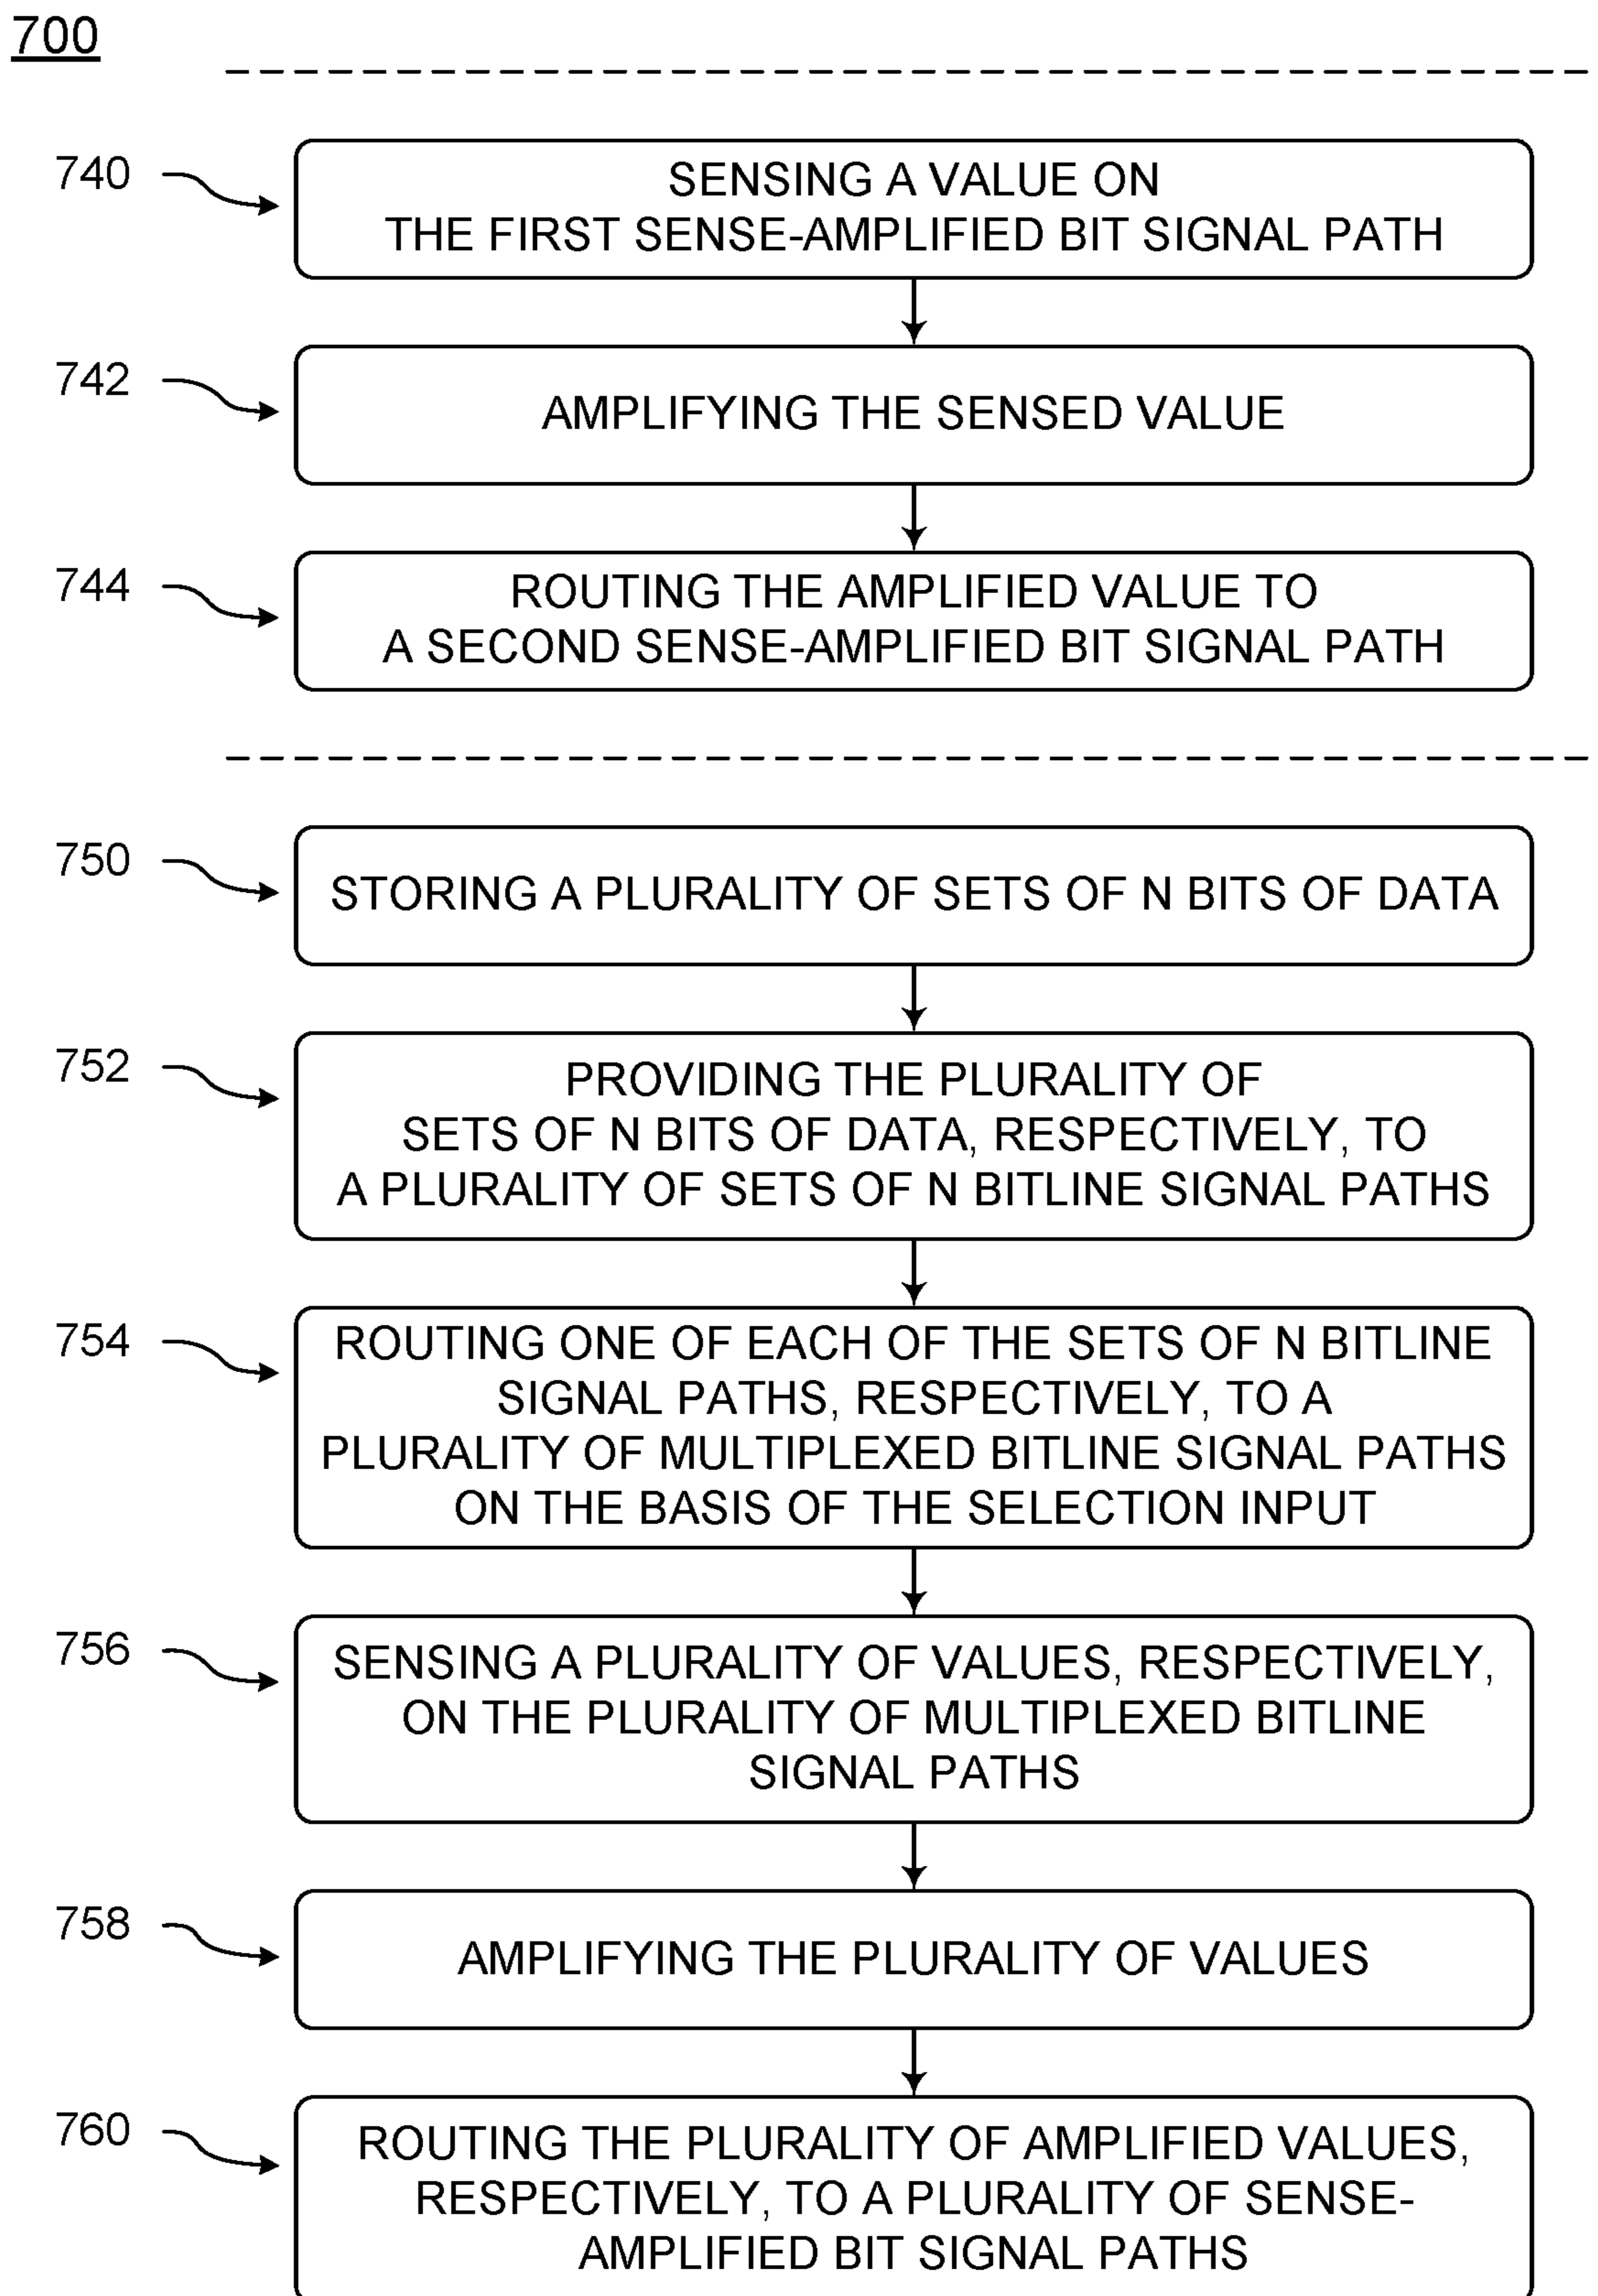 700
740
SENSING A VALUE ON
THE FIRST SENSE-AMPLIFIED BIT SIGNAL PATH
742
AMPLIFYING THE SENSED VALUE
744
ROUTING THE AMPLIFIED VALUE TO
A SECOND SENSE-AMPLIFIED BIT SIGNAL PATH
750
STORING A PLURALITY OF SETS OF N BITS OF DATA
752
PROVIDING THE PLURALITY OF
SETS OF N BITS OF DATA, RESPECTIVELY, TO
A PLURALITY OF SETS OF N BITLINE SIGNAL PATHS
754
ROUTING ONE OF EACH OF THE SETS OF N BITLINE
SIGNAL PATHS, RESPECTIVELY, TO A
PLURALITY OF MULTIPLEXED BITLINE SIGNAL PATHS
ON THE BASIS OF THE SELECTION INPUT
756
SENSING A PLURALITY OF VALUES, RESPECTIVELY,
ON THE PLURALITY OF MULTIPLEXED BITLINE
SIGNAL PATHS
758
AMPLIFYING THE PLURALITY OF VALUES
760
ROUTING THE PLURALITY OF AMPLIFIED VALUES,
RESPECTIVELY, TO A PLURALITY OF SENSE-
AMPLIFIED BIT SIGNAL PATHS